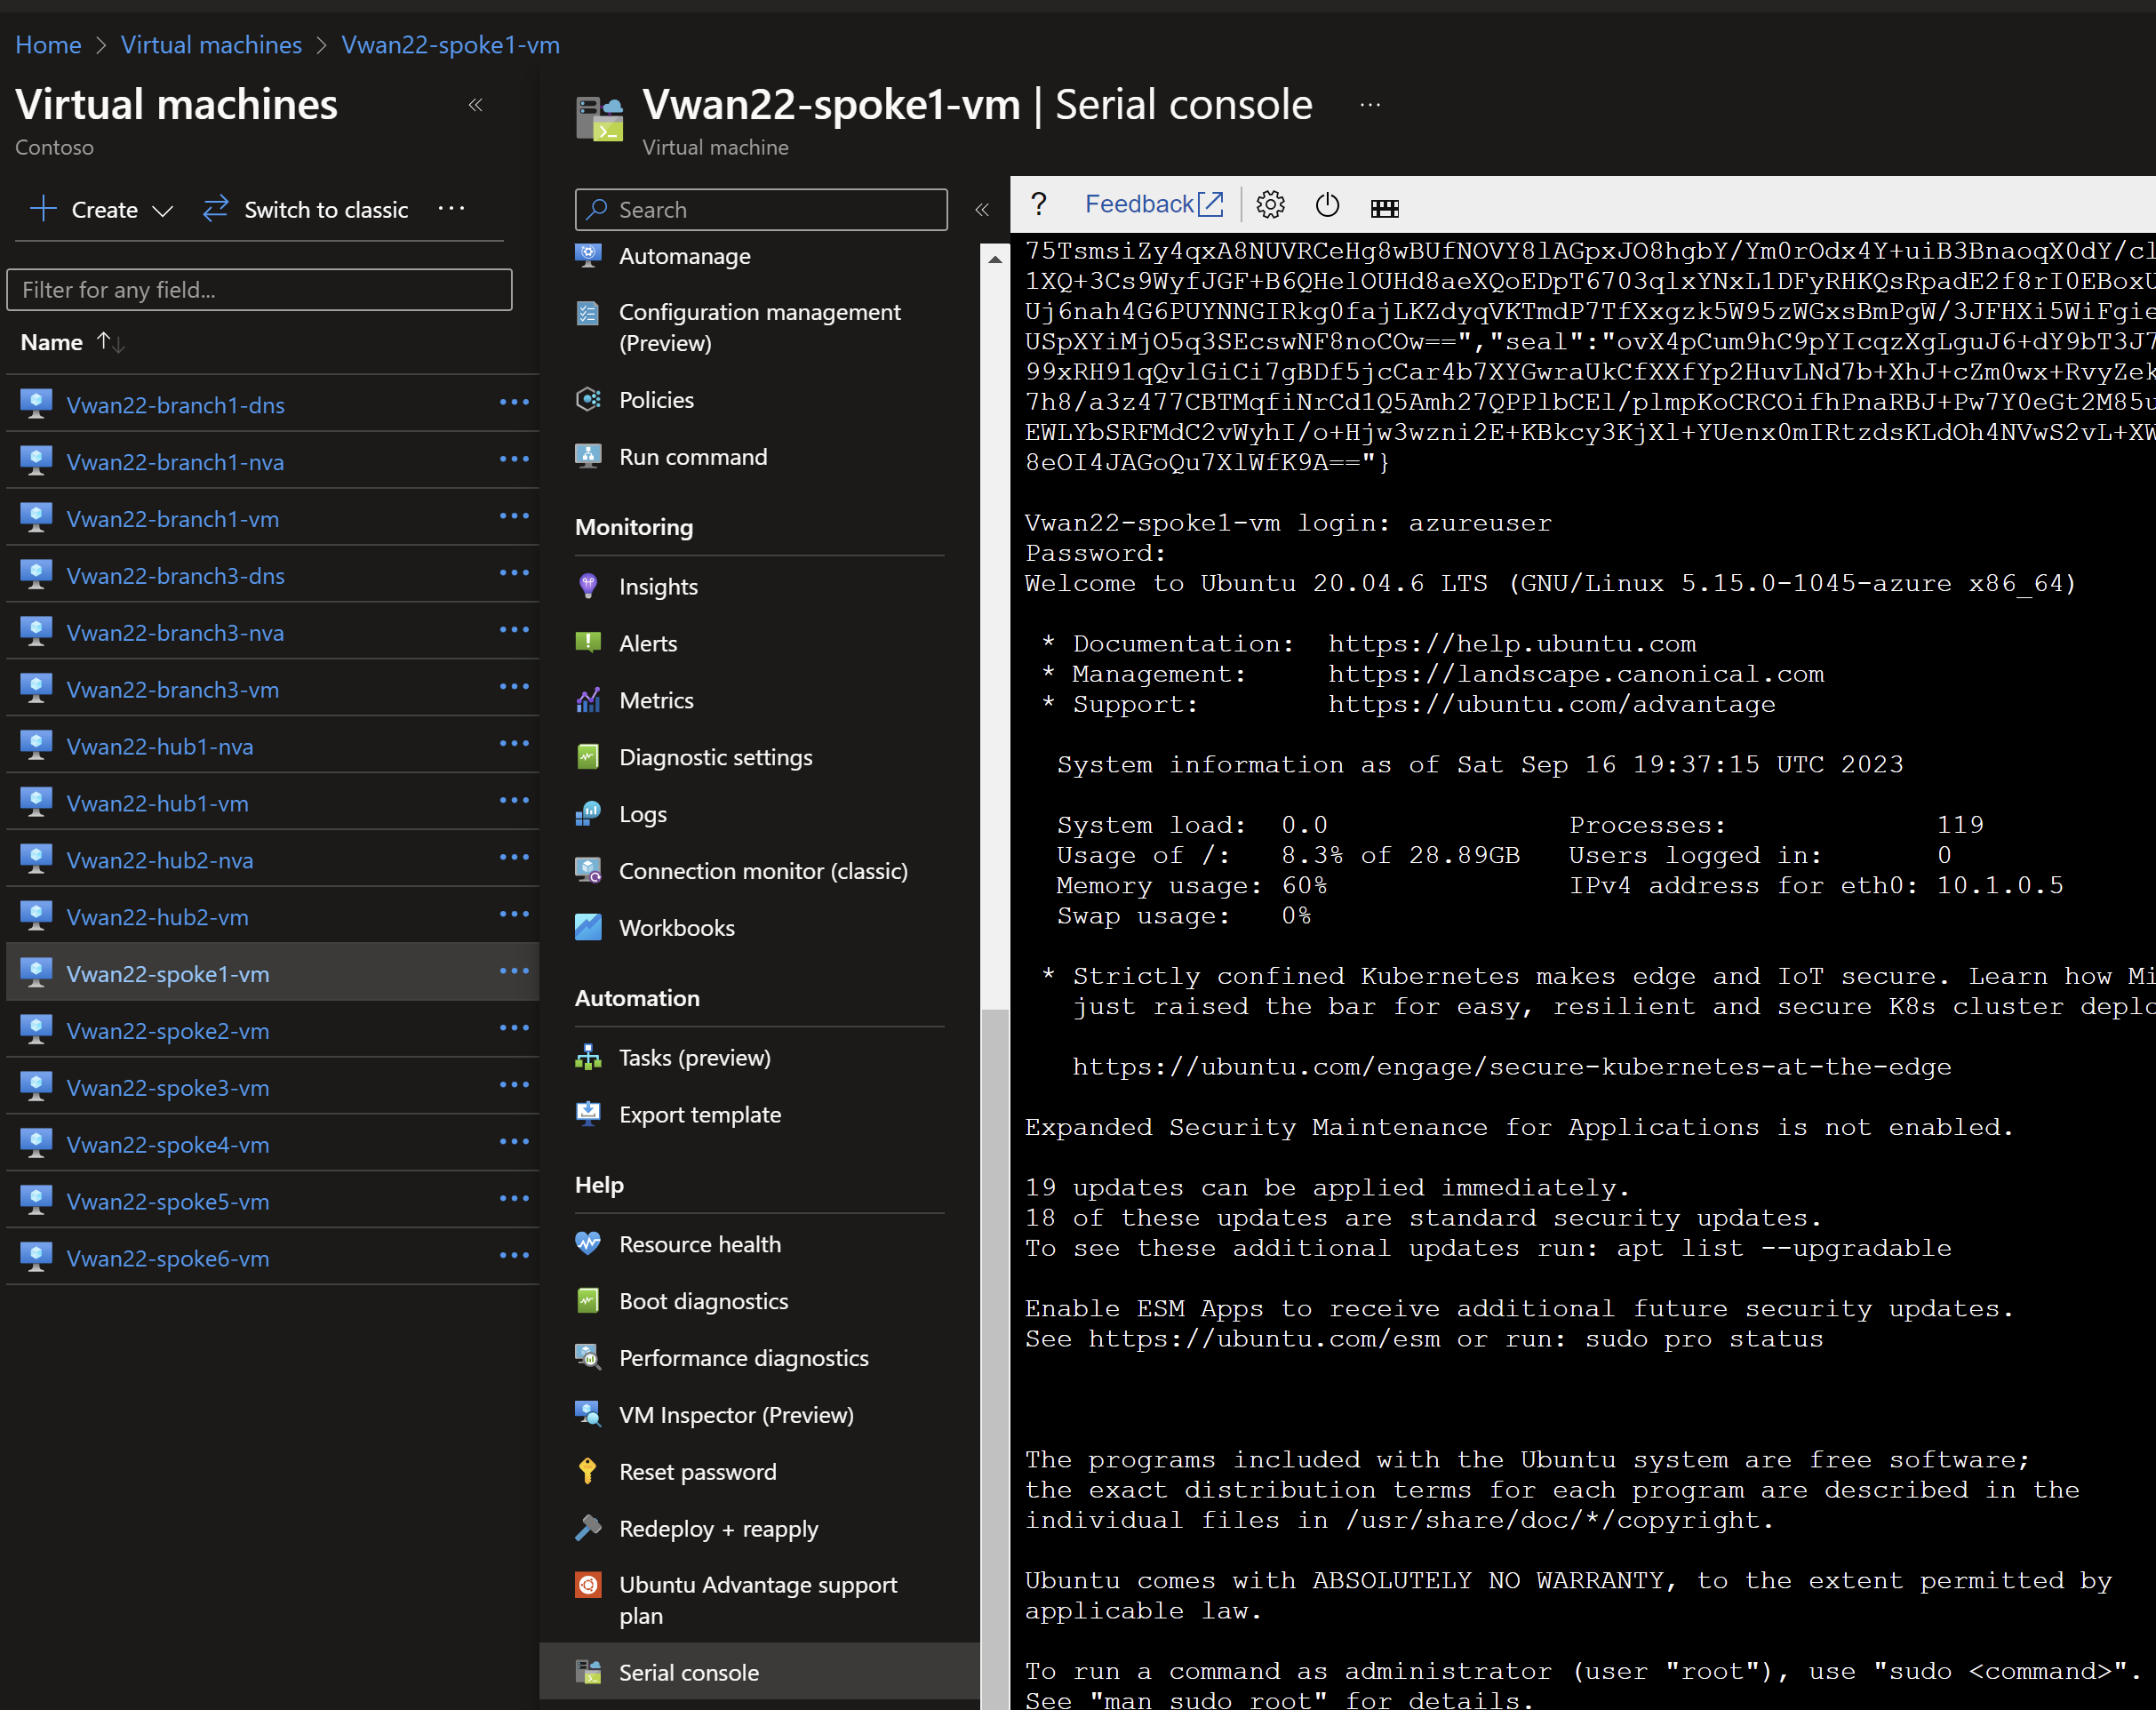 Home > Virtual machines > Vwan22-spoke1-vm
Virtual machines
Contoso
Create
Switch to classic
Filter for any field...
Name
Vwan22-branch1-dns
Vwan22-branch1-nva
Vwan22-branch1-vm
Vwan22-branch3-dns
Vwan22-branch3-nva
Vwan22-branch3-vm
Vwan22-hub1-nva
Vwan22-hub1-vm
Vwan22-hub2-nva
Vwan22-hub2-vm
Vwan22-spoke1-vm
Vwan22-spoke2-vm
Vwan22-spoke3-vm
Vwan22-spoke4-vm
Vwan22-spoke5-vm
Vwan22-spoke6-vm
Vwan22-spoke1-vm | Serial console
Virtual machine
Search
Automanage
Configuration management
(Preview)
Policies
Run command
Monitoring
Insights
Alerts
Metrics
Diagnostic settings
Logs
Connection monitor (classic)
Workbooks
Automation
Tasks (preview)
Export template
Help
Resource health
Boot diagnostics
Performance diagnostics
VM Inspector (Preview)
Reset password
Redeploy + reapply
Ubuntu Advantage support
plan
Serial console
? Feedback
75TsmsiZy4qxA8NUVRCeHg8wBUfNOVY8lAGpxJO8hgbY/Ym0rOdx4Y+uiB3BnaoqX0dY/cl
1XQ+3Cs9WyfJGF+B6QHelOUHd8aeXQoEDpT6703qlxYNxL1DFyRHKQsRpadE2f8rI0EBoxU
Uj6nah4G6PUYNNGIRkg0fajLKZdyqVKTmdP7TfXxgzk5W95zWGxsBmPgW/3JFHXi5WiFgie
USpXYiMjO5q3SEcswNF8noCOw==","seal":"ovX4pCum9hC9pYIcqzXgLguJ6+dY9bT3J7
99xRH91qQvlGiCi7gBDf5jcCar4b7XYGwraUkCfXXfYp2HuvLNd7b+XhJ+cZm0wx+RvyZek
7h8/a3z477CBTMqfiNrCd1Q5Amh27QPPlbCEl/plmpKoCRCOifhPnaRBJ+Pw7Y0eGt2M85u
EWLYbSRFMdC2vWyhI/o+Hjw3wzni2E+KBkcy3KjXl+YUenx0mIRtzdsKLdOh4NVwS2vL+XW
8eOI4JAGoQu7XlWfK9A=="}
Vwan22-spoke1-vm login: azureuser
Password:
Welcome to Ubuntu 20.04.6 LTS (GNU/Linux 5.15.0-1045-azure x86_64)
* Documentation:  https://help.ubuntu.com
* Management:     https://landscape.canonical.com
* Support:        https://ubuntu.com/advantage
System information as of Sat Sep 16 19:37:15 UTC 2023
System load:  0.0               Processes:             119
Usage of /:   8.3% of 28.89GB   Users logged in:       0
Memory usage: 60%               IPv4 address for eth0: 10.1.0.5
Swap usage:   0%
* Strictly confined Kubernetes makes edge and IoT secure. Learn how Mi
just raised the bar for easy, resilient and secure K8s cluster deplo
https://ubuntu.com/engage/secure-kubernetes-at-the-edge
Expanded Security Maintenance for Applications is not enabled.
19 updates can be applied immediately.
18 of these updates are standard security updates.
To see these additional updates run: apt list --upgradable
Enable ESM Apps to receive additional future security updates.
See https://ubuntu.com/esm or run: sudo pro status
The programs included with the Ubuntu system are free software;
the exact distribution terms for each program are described in the
individual files in /usr/share/doc/*/copyright.
Ubuntu comes with ABSOLUTELY NO WARRANTY, to the extent permitted by
applicable law.
To run a command as administrator (user "root"), use "sudo <command>".
See "man sudo_root" for details.